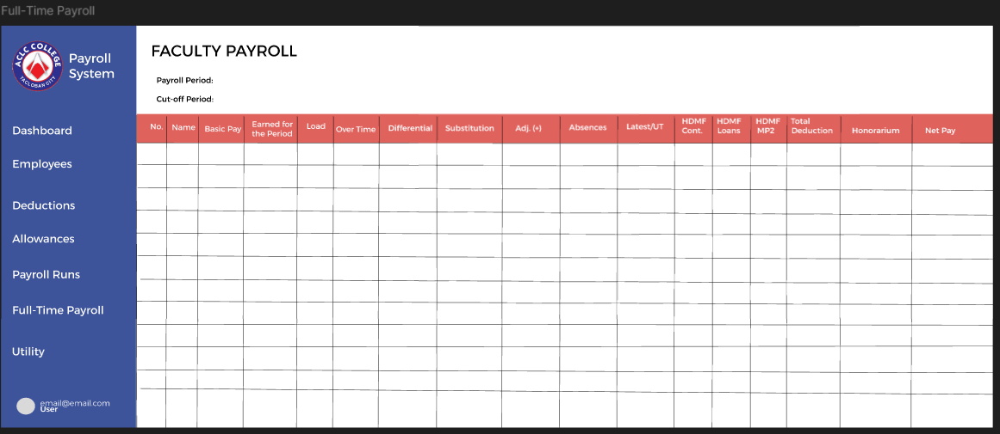 Full-Time Payroll
ACLC COLLEGE
TACLOBAN CITY
Payroll
System
Dashboard
Employees
Deductions
Allowances
Payroll Runs
Full-Time Payroll
Utility
email@email.com
User
FACULTY PAYROLL
Payroll Period:
Cut-off Period:
No.
Name
Basic Pay
Earned for
the Period
Load
Over Time
Differential
Substitution
Adj. (+)
Absences
Latest/UT
HDMF
Cont.
HDMF
Loans
HDMF
MP2
Total
Deduction
Honorarium
Net Pay